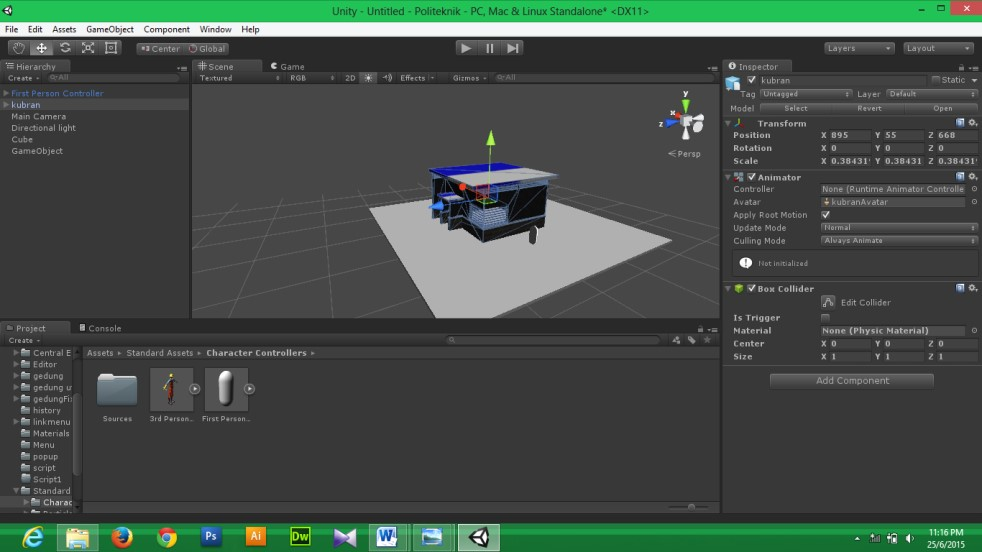 Unity - Untitled - Politeknik - PC, Mac & Linux Standalone* <DX11>
File Edit Assets GameObject Component Window Help
Center Global Layers Layout
Hierarchy
Create All
First Person Controller
kubran
Main Camera
Directional light
Cube
GameObject
Scene Game
Textured RGB 2D Effects Gizmos All
y
x
z
Persp
Inspector
kubran Static
Tag Untagged Layer Default
Model Select Revert Open
Transform
Position X 895 Y 55 Z 668
Rotation X 0 Y 0 Z 0
Scale X 0.38431 Y 0.38431 Z 0.38431
Animator
Controller None (Runtime Animator Controlle
Avatar kubranAvatar
Apply Root Motion
Update Mode Normal
Culling Mode Always Animate
Not initialized
Box Collider
Edit Collider
Is Trigger
Material None (Physic Material)
Center X 0 Y 0 Z 0
Size X 1 Y 1 Z 1
Add Component
Project Console
Create
Central E
Editor
gedung
gedung u
gedungFi
history
linkmenu
Materials
Menu
popup
script
Script1
Standard
Charac
Assets Standard Assets Character Controllers
Sources 3rd Person... First Person...
Ps Ai Dw W
11:16 PM
25/6/2015